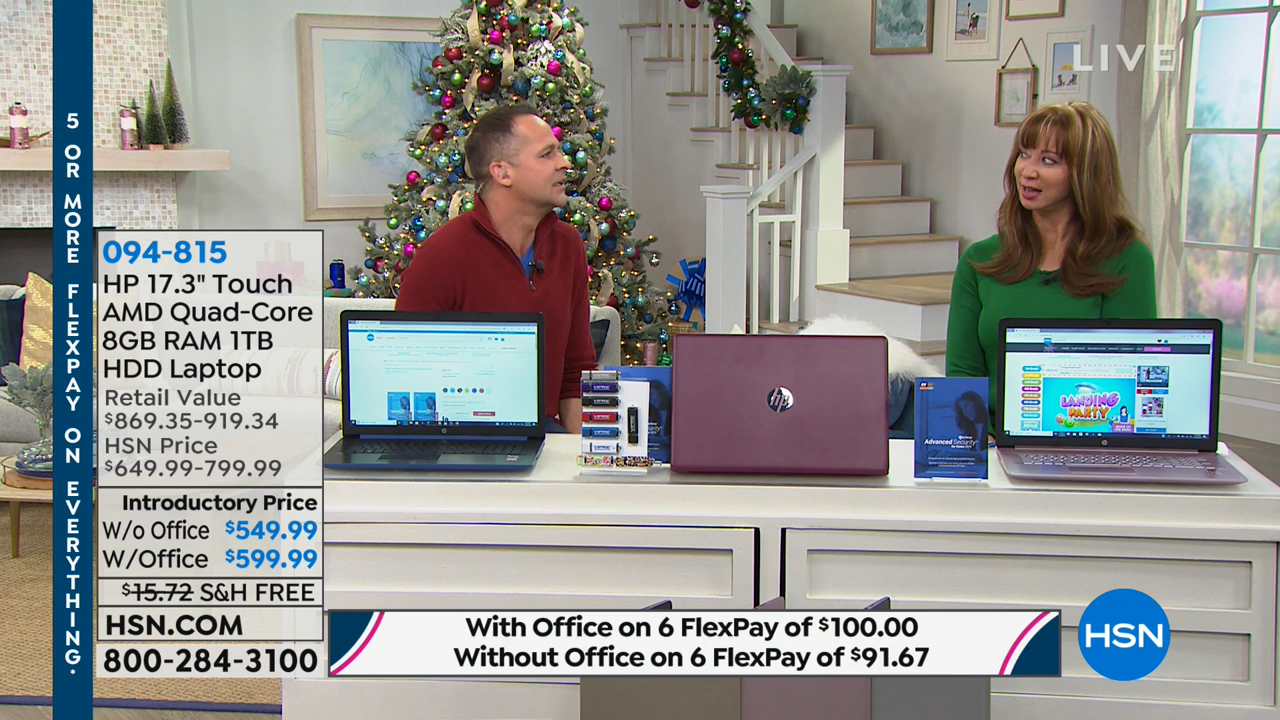 LIVE
5 OR MORE FLEXPAY ON EVERYTHING.*
094-815
HP 17.3" Touch
AMD Quad-Core
8GB RAM 1TB
HDD Laptop
Retail Value
$869.35-919.34
HSN Price
$649.99-799.99
Introductory Price
W/o Office $549.99
W/Office $599.99
$15.72 S&H FREE
HSN.COM
800-284-3100
hp
Advanced Security
LANDING
PARTY
With Office on 6 FlexPay of $100.00
Without Office on 6 FlexPay of $91.67
HSN